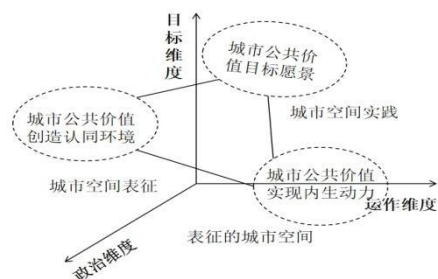 目标维度
城市公共价
值目标愿景
城市公共价值
创造认同环境
城市空间实践
城市公共价值
实现内生动力
城市空间表征
运作维度
表征的城市空间
政治维度